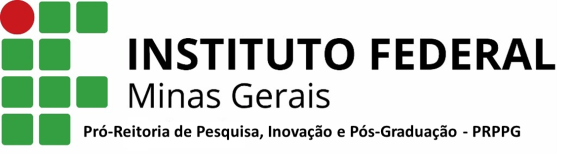 INSTITUTO FEDERAL
Minas Gerais
Pró-Reitoria de Pesquisa, Inovação e Pós-Graduação - PRPPG